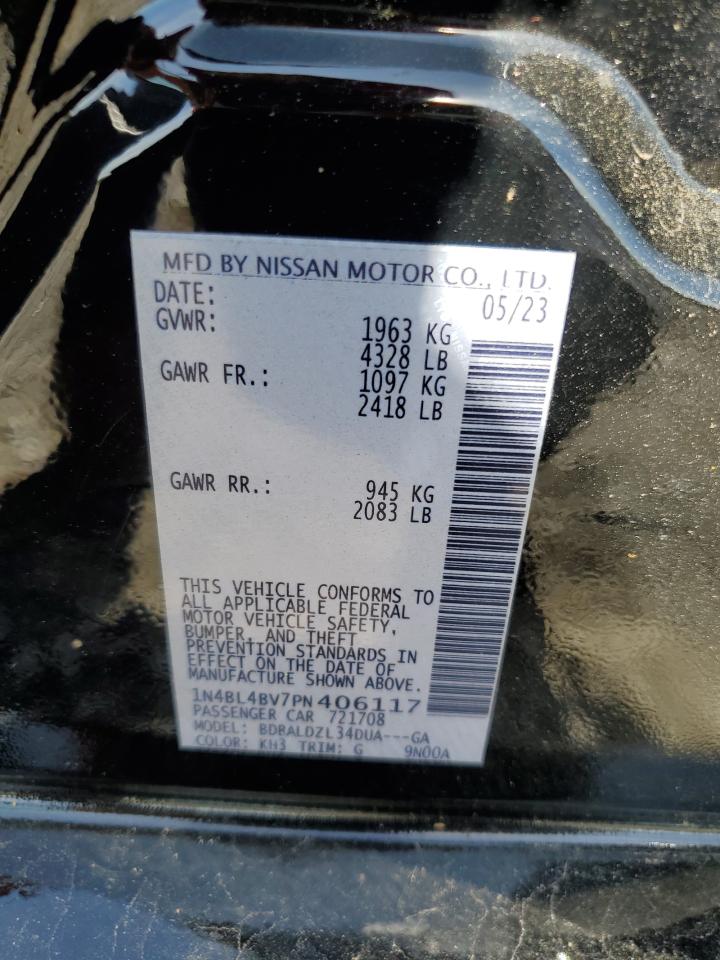 MFD BY NISSAN MOTOR CO., LTD.
DATE: 05/23
GVWR: 1963 KG
4328 LB
GAWR FR.: 1097 KG
2418 LB
GAWR RR.: 945 KG
2083 LB
THIS VEHICLE CONFORMS TO
ALL APPLICABLE FEDERAL
MOTOR VEHICLE SAFETY,
BUMPER, AND THEFT
PREVENTION STANDARDS IN
EFFECT ON THE DATE OF
MANUFACTURE SHOWN ABOVE.
1N4BL4BV7PN406117
PASSENGER CAR 721708
MODEL: BDRALDZL34DUA---GA
COLOR: KH3 TRIM: G 9N00A